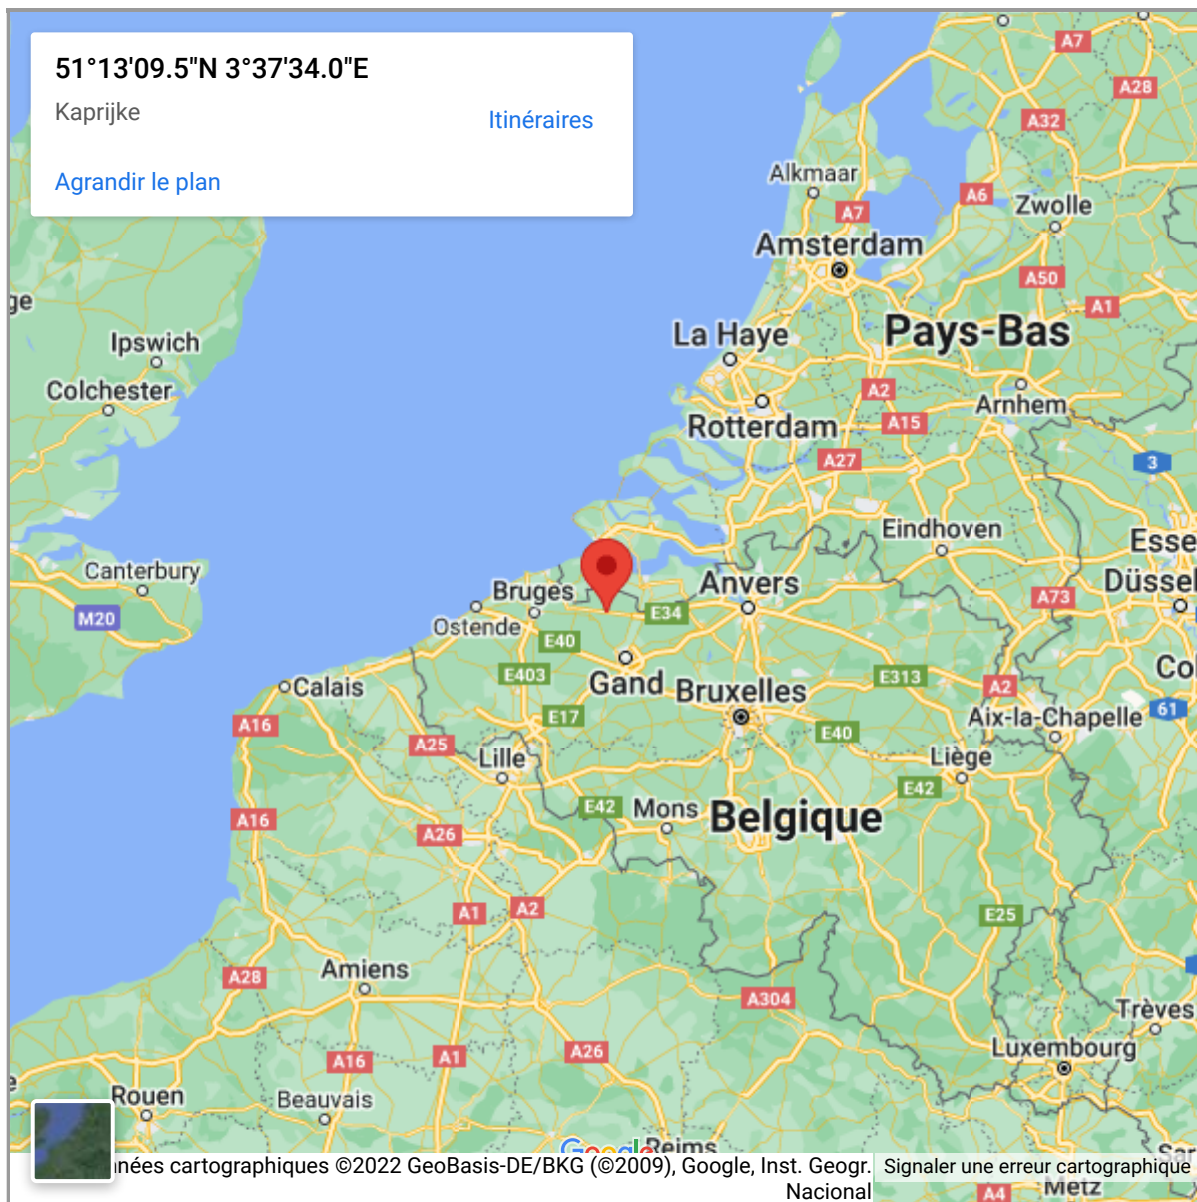 51°13'09.5"N 3°37'34.0"E
Kaprijke
Itinéraires
Agrandir le plan
A7
A28
A32
Alkmaar
A6
Zwolle
A7
Amsterdam
A50
A1
ge
Ipswich
La Haye
Pays-Bas
Colchester
A2
Arnhem
Rotterdam
A15
A27
3
Eindhoven
Esse
Canterbury
Bruges
Anvers
Düssel
M20
Ostende
E34
A73
E40
E403
Gand
Bruxelles
E313
Col
Calais
A2
A16
E17
Aix-la-Chapelle
61
A25
E40
Lille
Liège
E42
E42
Mons
Belgique
A16
A26
A1
A2
E25
Amiens
A28
A304
Trèves
A16
A1
A26
Luxembourg
Rouen
Beauvais
Google
Reims
nées cartographiques ©2022 GeoBasis-DE/BKG (©2009), Google, Inst. Geogr. Nacional
Signaler une erreur cartographique
Sar
A4
Metz